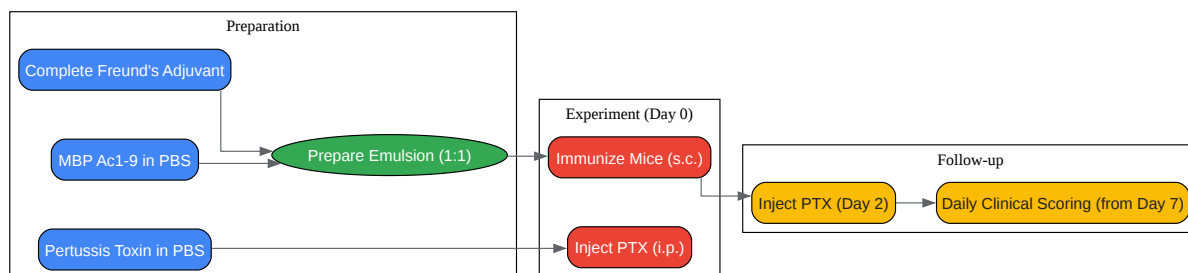 Preparation
Complete Freund's Adjuvant
MBP Ac1-9 in PBS
Prepare Emulsion (1:1)
Pertussis Toxin in PBS
Experiment (Day 0)
Immunize Mice (s.c.)
Inject PTX (i.p.)
Follow-up
Inject PTX (Day 2)
Daily Clinical Scoring (from Day 7)